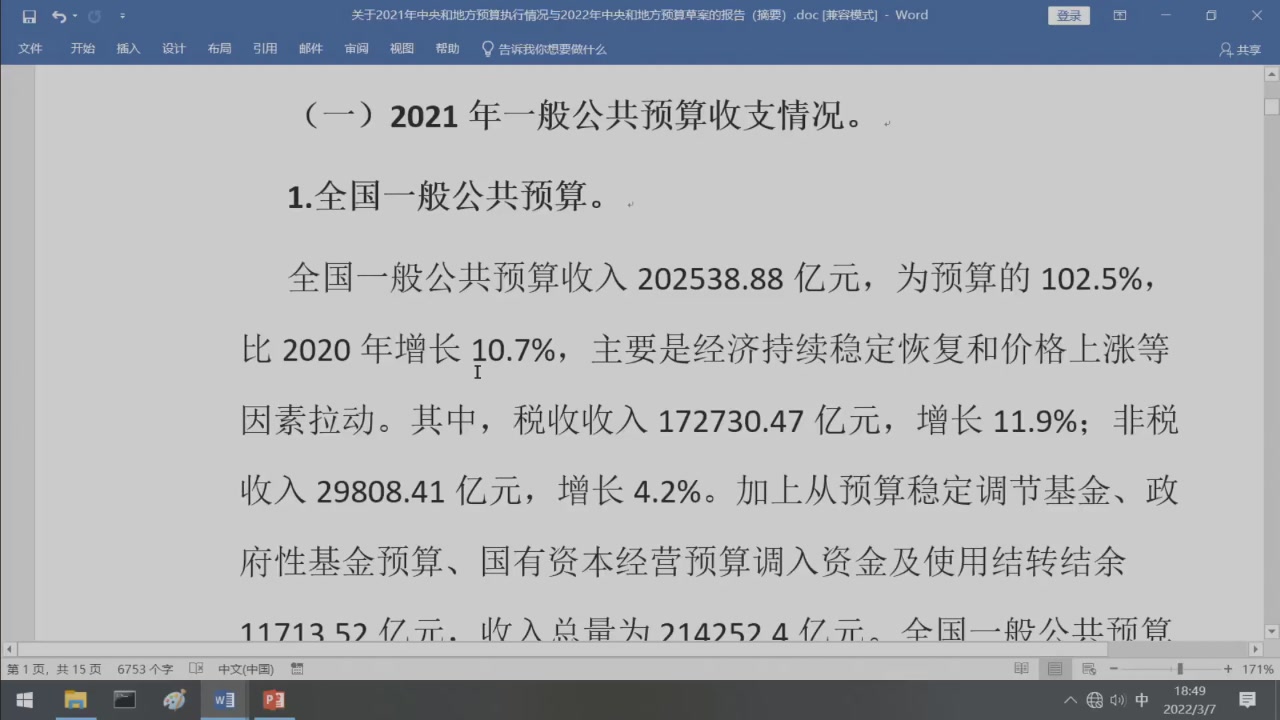 关于2021年中央和地方预算执行情况与2022年中央和地方预算草案的报告（摘要）.doc [兼容模式] - Word
登录
文件 开始 插入 设计 布局 引用 邮件 审阅 视图 帮助 告诉我你想要做什么 共享
（一）2021 年一般公共预算收支情况。
1.全国一般公共预算。
全国一般公共预算收入 202538.88 亿元，为预算的 102.5%，
比 2020 年增长 10.7%，主要是经济持续稳定恢复和价格上涨等
因素拉动。其中，税收收入 172730.47 亿元，增长 11.9%；非税
收入 29808.41 亿元，增长 4.2%。加上从预算稳定调节基金、政
府性基金预算、国有资本经营预算调入资金及使用结转结余
11713.52 亿元，收入总量为 214252.4 亿元。全国一般公共预算
第 1 页，共 15 页 6753 个字 中文(中国) 171%
中 18:49
2022/3/7